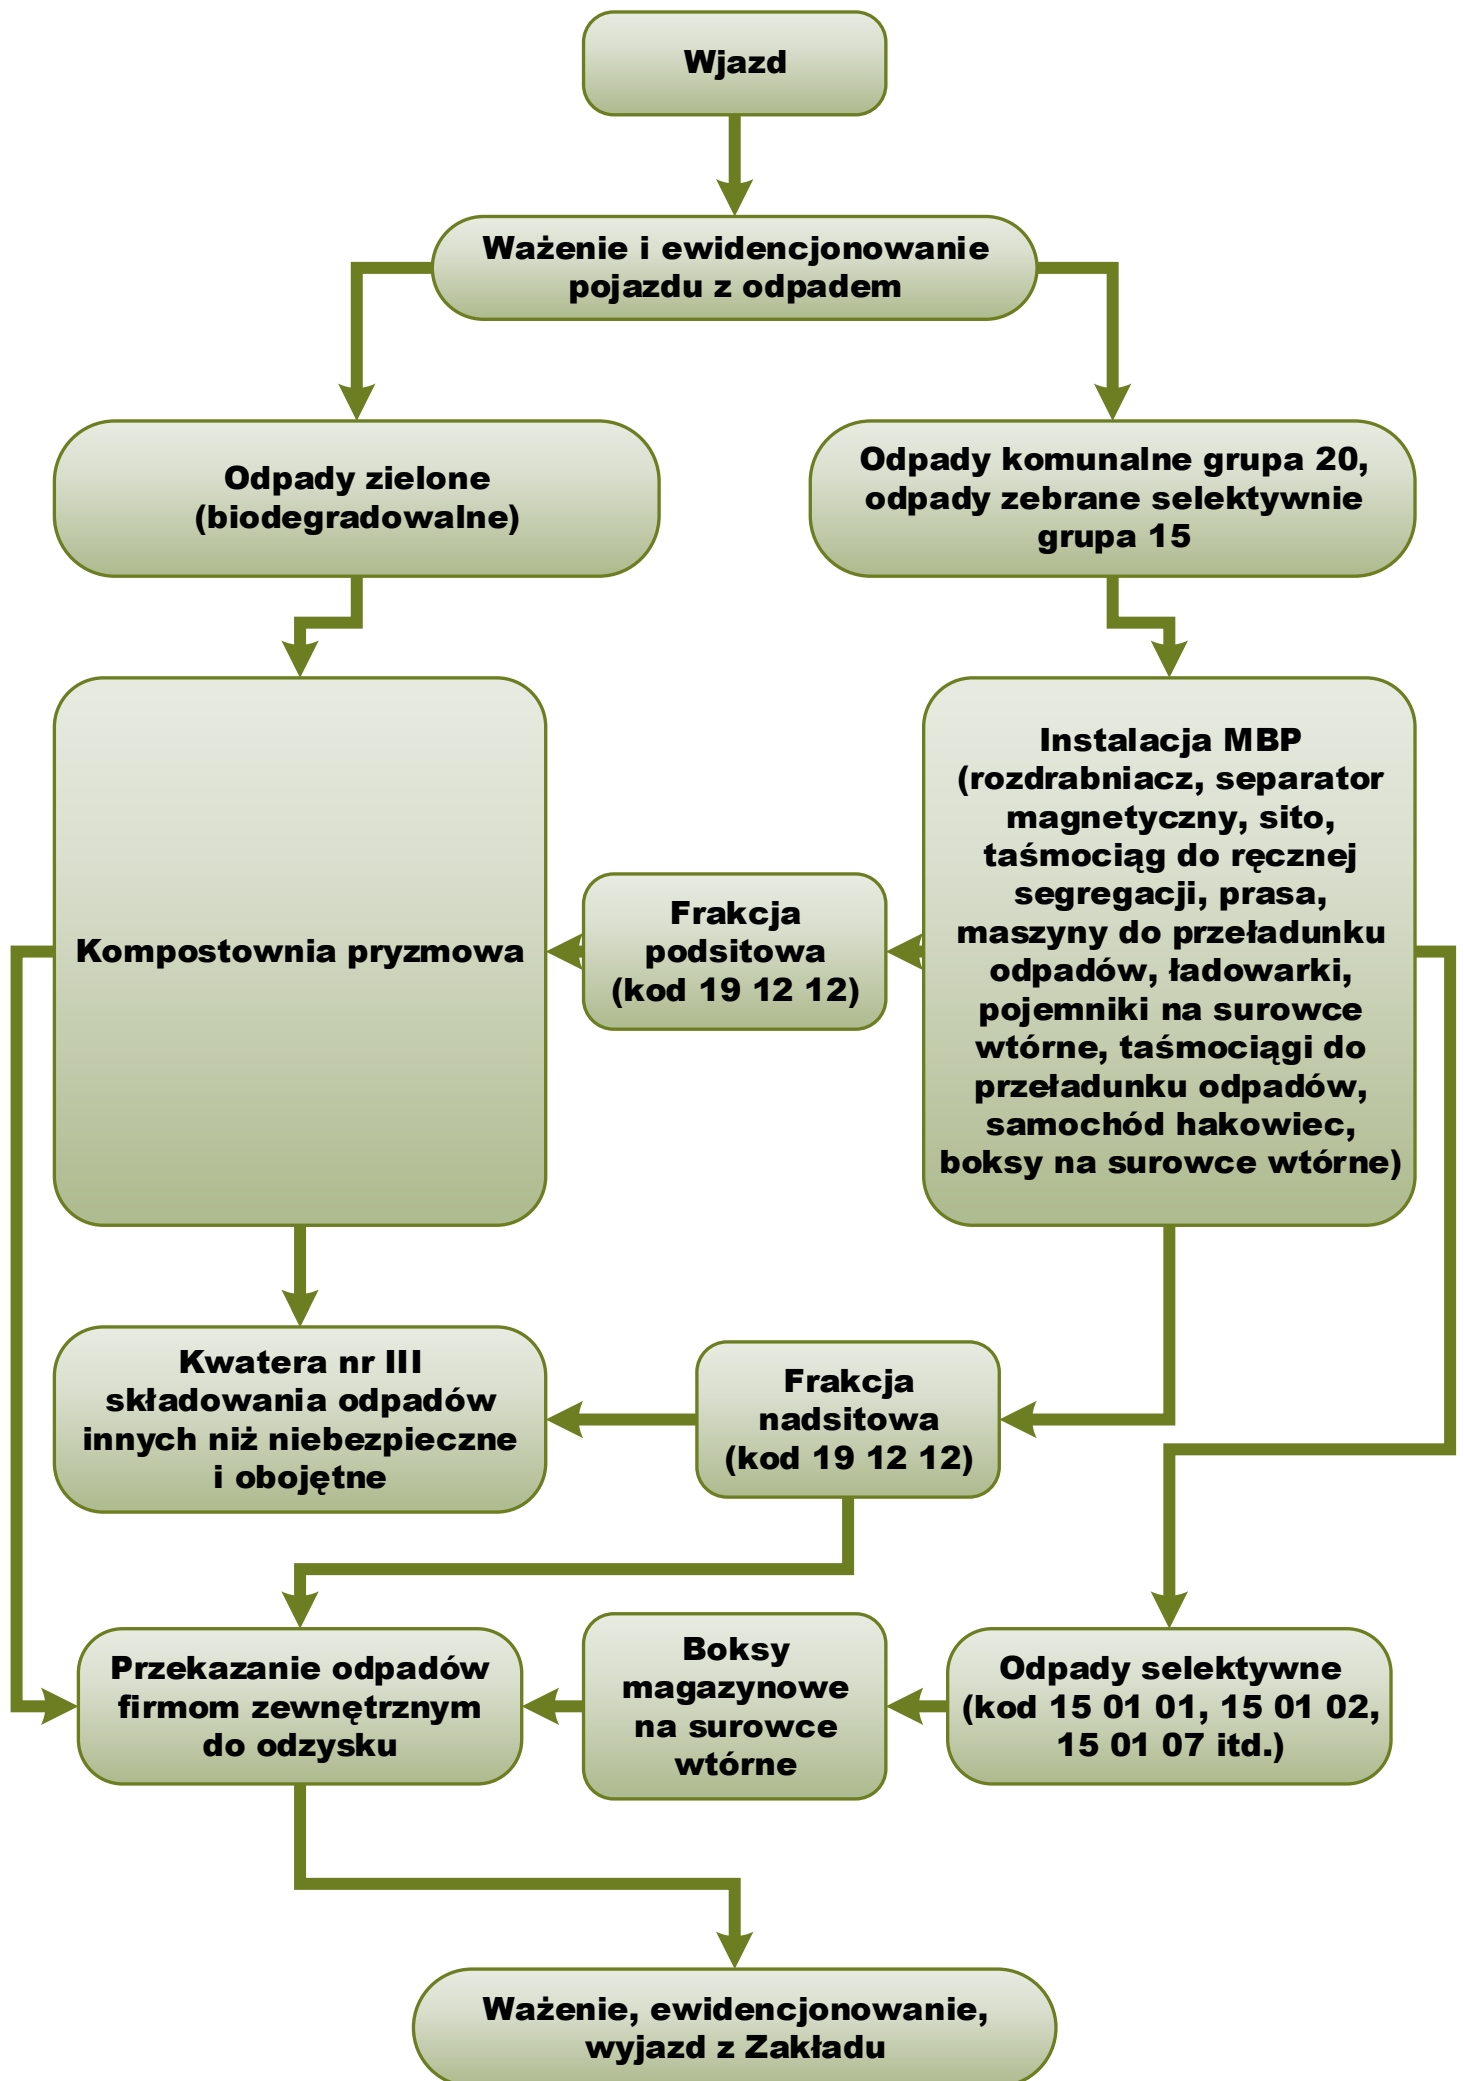 Wjazd
Ważenie i ewidencjonowanie
pojazdu z odpadem
Odpady zielone
(biodegradowalne)
Odpady komunalne grupa 20,
odpady zebrane selektywnie
grupa 15
Kompostownia pryzmowa
Frakcja
podsitowa
(kod 19 12 12)
Instalacja MBP
(rozdrabniacz, separator
magnetyczny, sito,
taśmociąg do ręcznej
segregacji, prasa,
maszyny do przeładunku
odpadów, ładowarki,
pojemniki na surowce
wtórne, taśmociągi do
przeładunku odpadów,
samochód hakowiec,
boksy na surowce wtórne)
Kwatera nr III
składowania odpadów
innych niż niebezpieczne
i obojętne
Frakcja
nadsitowa
(kod 19 12 12)
Przekazanie odpadów
firmom zewnętrznym
do odzysku
Boksy
magazynowe
na surowce
wtórne
Odpady selektywne
(kod 15 01 01, 15 01 02,
15 01 07 itd.)
Ważenie, ewidencjonowanie,
wyjazd z Zakładu